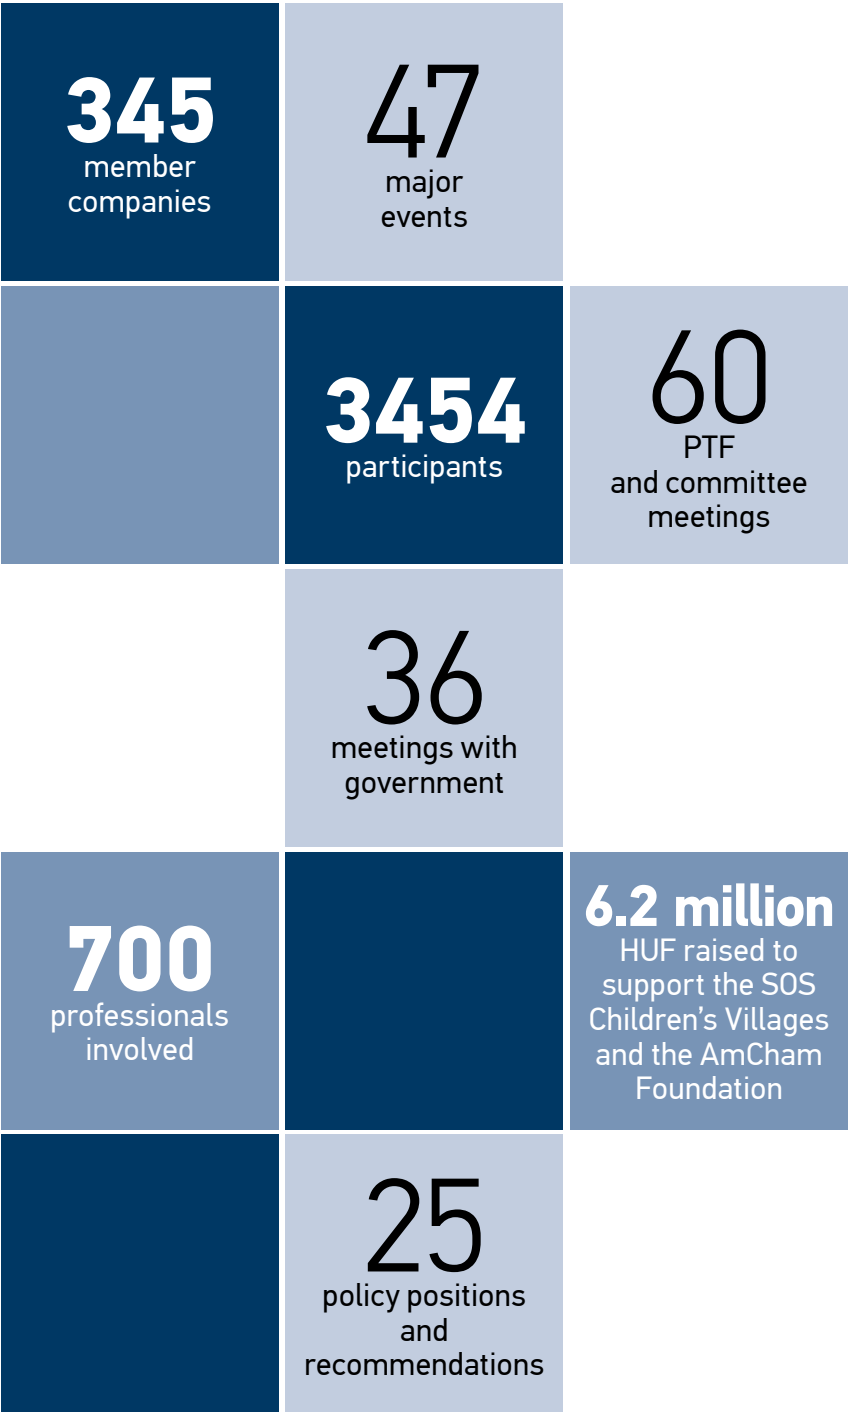 345
member
companies
47
major
events
3454
participants
60
PTF
and committee
meetings
36
meetings with
government
700
professionals
involved
6.2 million
HUF raised to
support the SOS
Children’s Villages
and the AmCham
Foundation
25
policy positions
and
recommendations